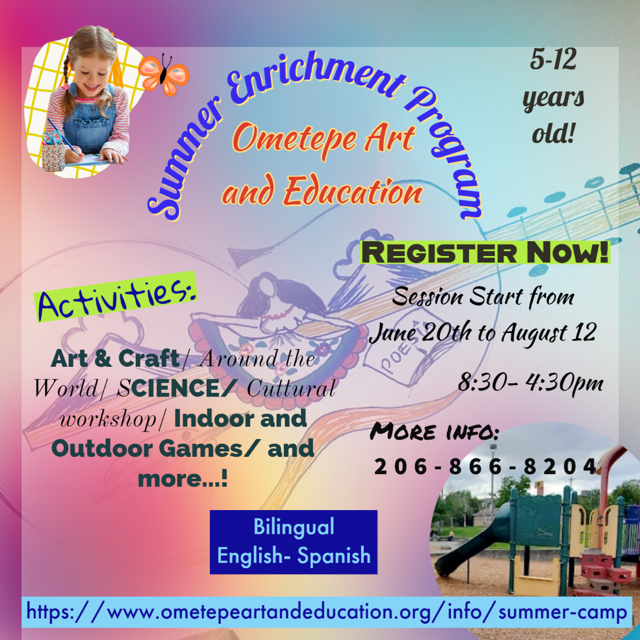 Summer Enrichment Program
Ometepe Art
and Education
5-12
years
old!
REGISTER NOW!
Session Start from
June 20th to August 12
8:30- 4:30pm
Activities:
Art & Craft/ Around the
World/ SCIENCE/ Cultural
workshop/ Indoor and
Outdoor Games/ and
more...!
POE
MORE INFO:
206-866-8204
Bilingual
English- Spanish
https://www.ometepeartandeducation.org/info/summer-camp